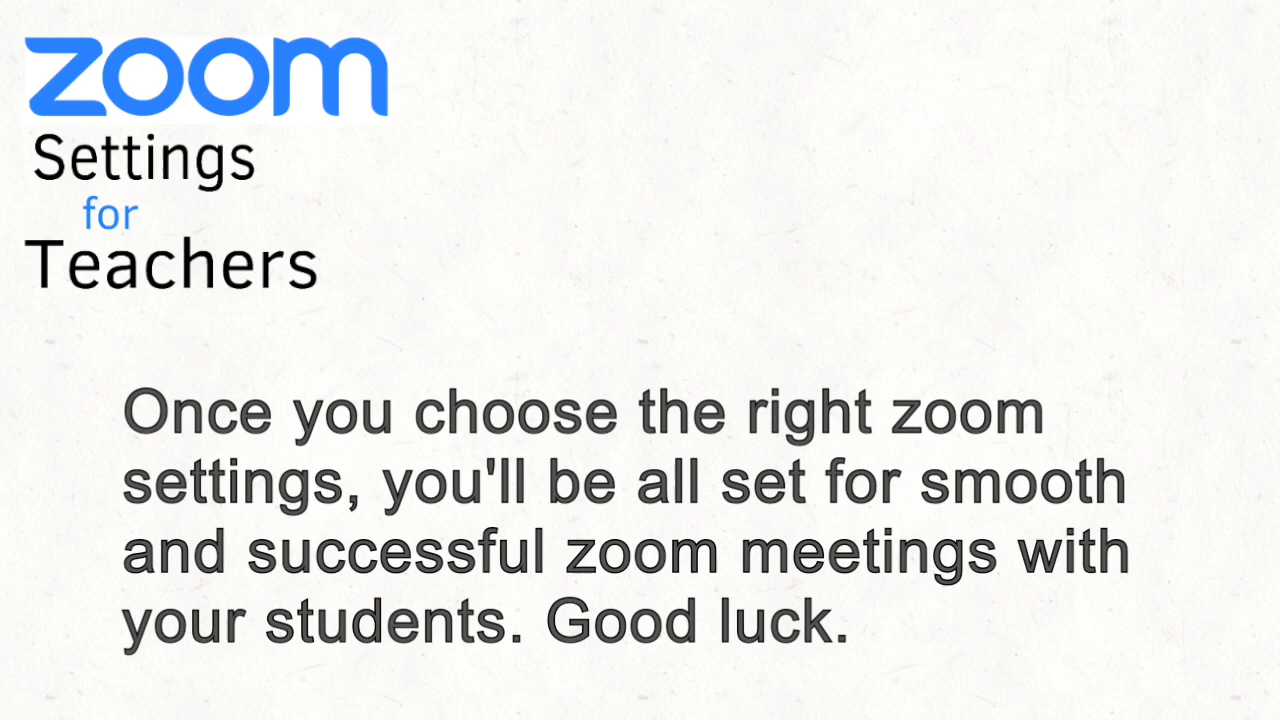 zoom
Settings
for
Teachers
Once you choose the right zoom
settings, you'll be all set for smooth
and successful zoom meetings with
your students. Good luck.